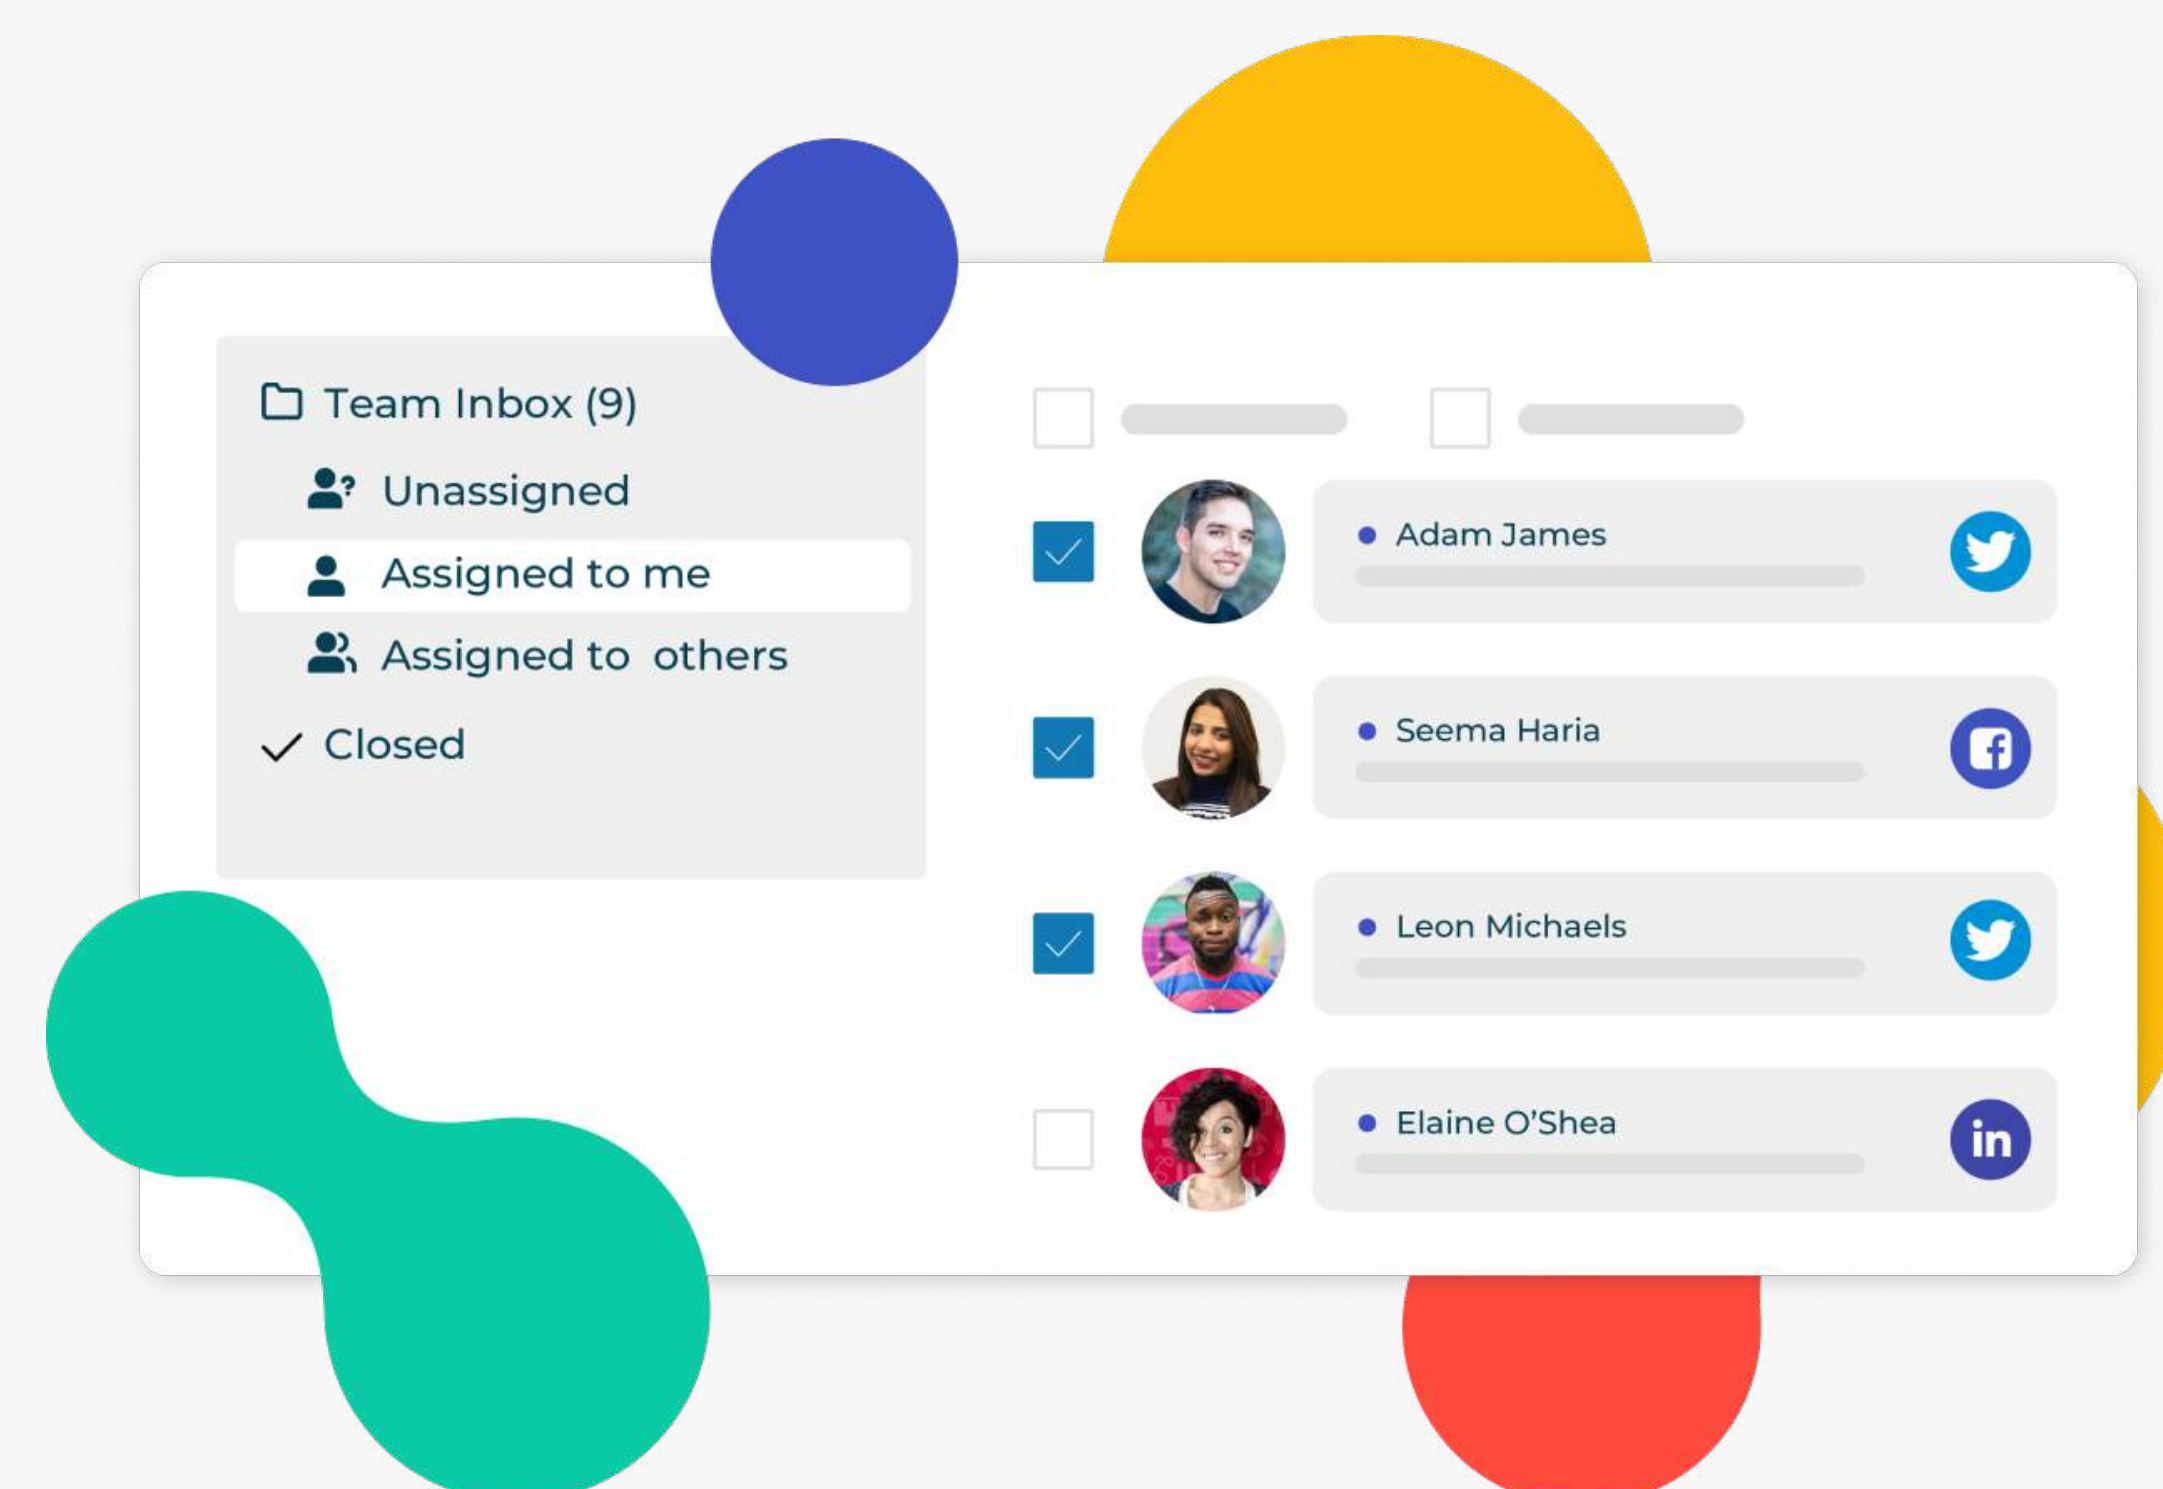 Team Inbox (9)
Unassigned
Assigned to me
Assigned to others
Closed
Adam James
Seema Haria
Leon Michaels
Elaine O’Shea
in